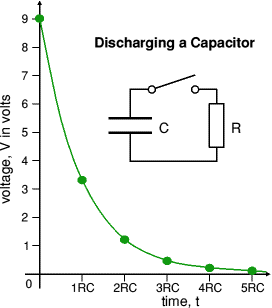 Discharging a Capacitor
voltage, V in volts
9
8
7
6
5
4
3
2
1
0
C
R
1RC 2RC 3RC 4RC 5RC
time, t